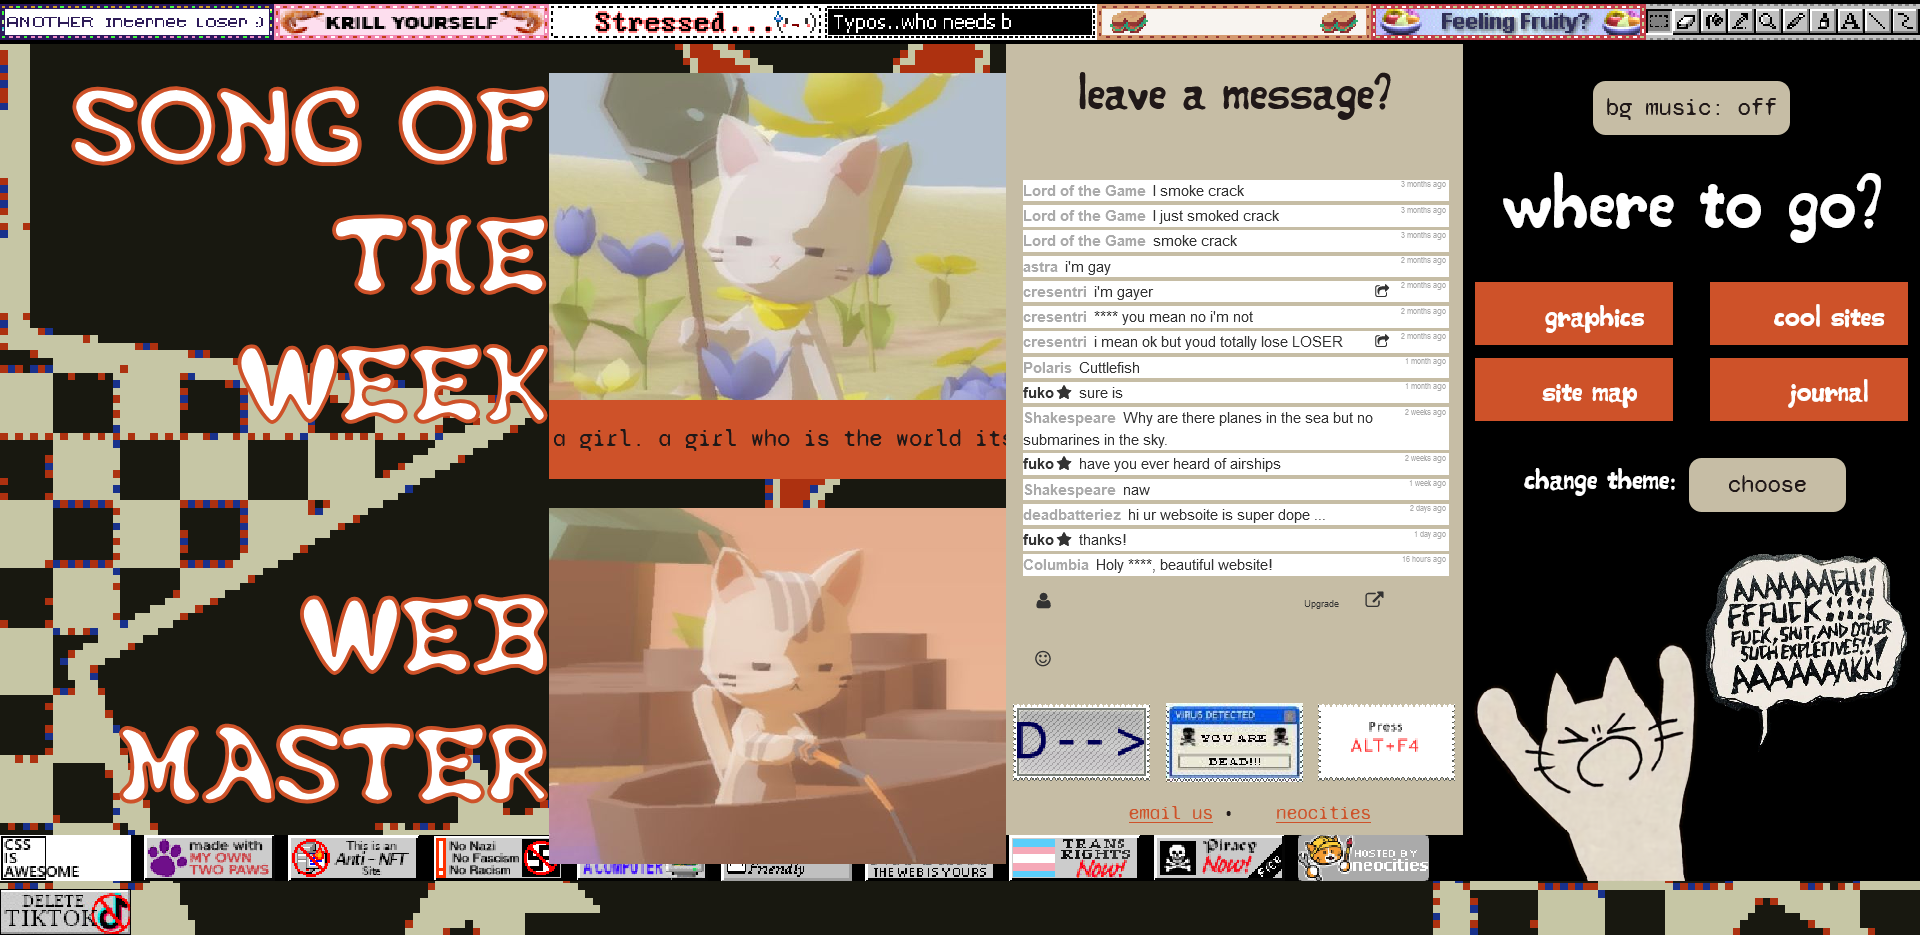 ANOTHER Internet Loser :)
KRILL YOURSELF
Stressed...
Typos..who needs b
Feeling Fruity?
SONG OF
THE
WEEK
a girl. a girl who is the world its
WEB
MASTER
leave a message?
Lord of the Game I smoke crack 3 months ago
Lord of the Game I just smoked crack 3 months ago
Lord of the Game smoke crack 3 months ago
astra i'm gay 2 months ago
cresentri i'm gayer 2 months ago
cresentri **** you mean no i'm not 2 months ago
cresentri i mean ok but youd totally lose LOSER 2 months ago
Polaris Cuttlefish 1 month ago
fuko sure is 1 month ago
Shakespeare Why are there planes in the sea but no 2 weeks ago
submarines in the sky.
fuko have you ever heard of airships 2 weeks ago
Shakespeare naw 1 week ago
deadbatteriez hi ur websoite is super dope ... 2 days ago
fuko thanks! 1 day ago
Columbia Holy ****, beautiful website! 16 hours ago
Upgrade
D-->
VIRUS DETECTED
YOU ARE
DEAD!!!
Press
ALT+F4
email us • neocities
bg music: off
where to go?
graphics
cool sites
site map
journal
change theme: choose
AAAAAAAGH!!
FFFUCK!!!!!
FUCK, SHIT, AND OTHER
SUCH EXPLETIVES!!
AAAAAAAKK!
CSS
IS
AWESOME
made with
MY OWN
TWO PAWS
This is an
Anti-NFT
Site
No Nazi
No Fascism
No Racism
A COMPUTER
Friendly
THE WEB IS YOURS
TRANS
RIGHTS
Now!
Piracy
Now!
FREE
HOSTED BY
neocities
DELETE
TIKTOK